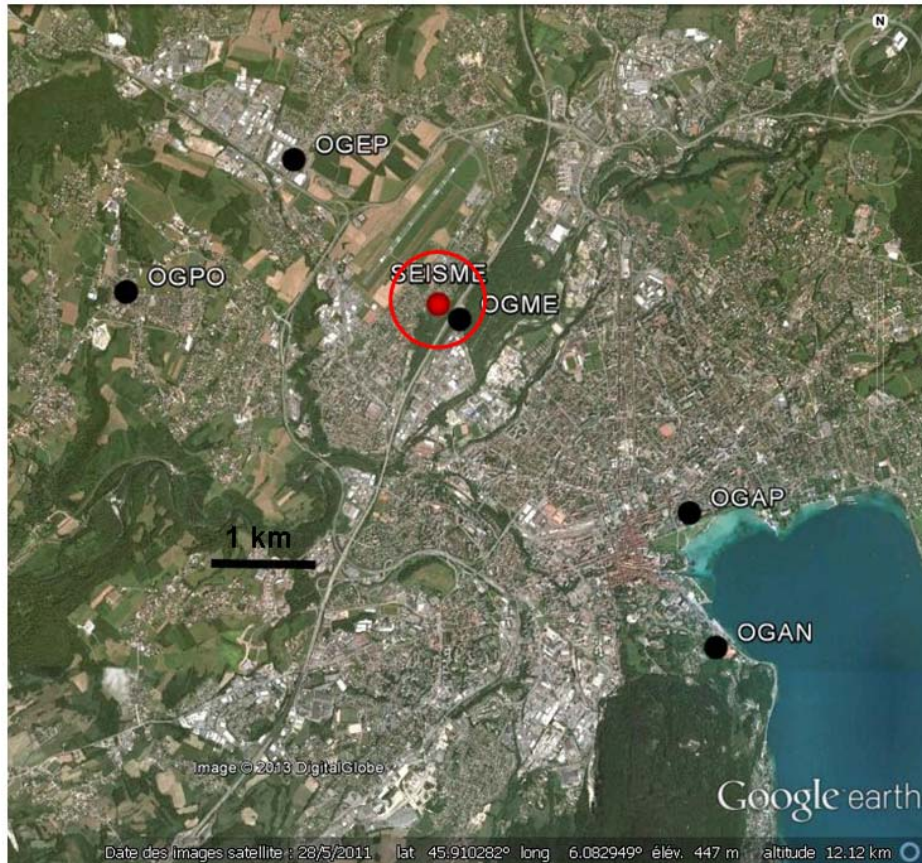 N
OGEP
SEISME
OGPO
OGME
OGAP
1 km
OGAN
Image © 2013 DigitalGlobe
Google earth
Date des images satellite : 28/5/2011 lat 45.910282° long 6.082949° élév. 447 m altitude 12.12 km